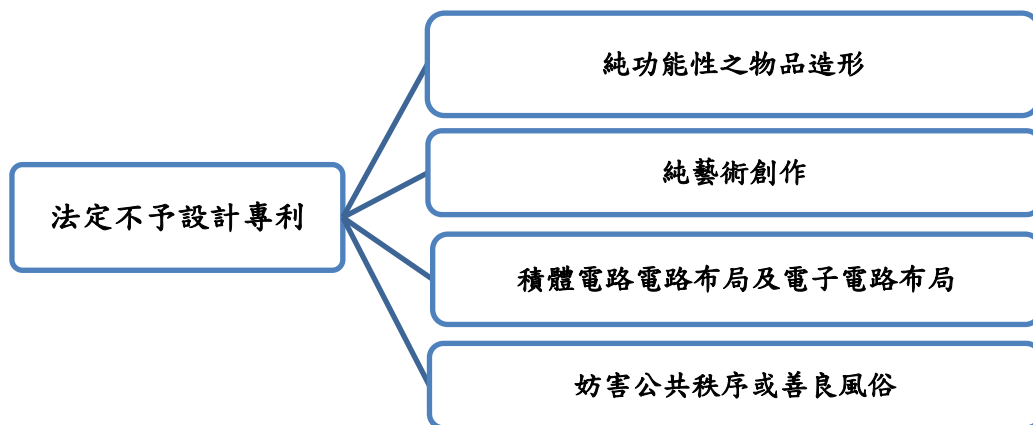 純功能性之物品造形
純藝術創作
法定不予設計專利
積體電路電路布局及電子電路布局
妨害公共秩序或善良風俗